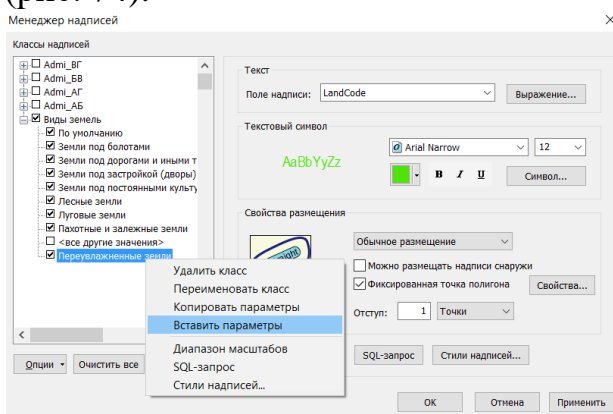 Менеджер надписей
Классы надписей
Admi_ВГ
Admi_БВ
Admi_АГ
Admi_АБ
Виды земель
По умолчанию
Земли под болотами
Земли под дорогами и иными т
Земли под застройкой (дворы)
Земли под постоянными культу
Лесные земли
Луговые земли
Пахотные и залежные земли
<все другие значения>
Переувлажненные земли
Опции
Очистить все
Удалить класс
Переименовать класс
Копировать параметры
Вставить параметры
Диапазон масштабов
SQL-запрос
Стили надписей...
Текст
Поле надписи: LandCode Выражение...
Текстовый символ
AaBbYyZz
Arial Narrow 12
B I U Символ...
Свойства размещения
Обычное размещение
Можно размещать надписи снаружи
Фиксированная точка полигона Свойства...
Отступ: 1 Точки
SQL-запрос Стили надписей...
OK Отмена Применить